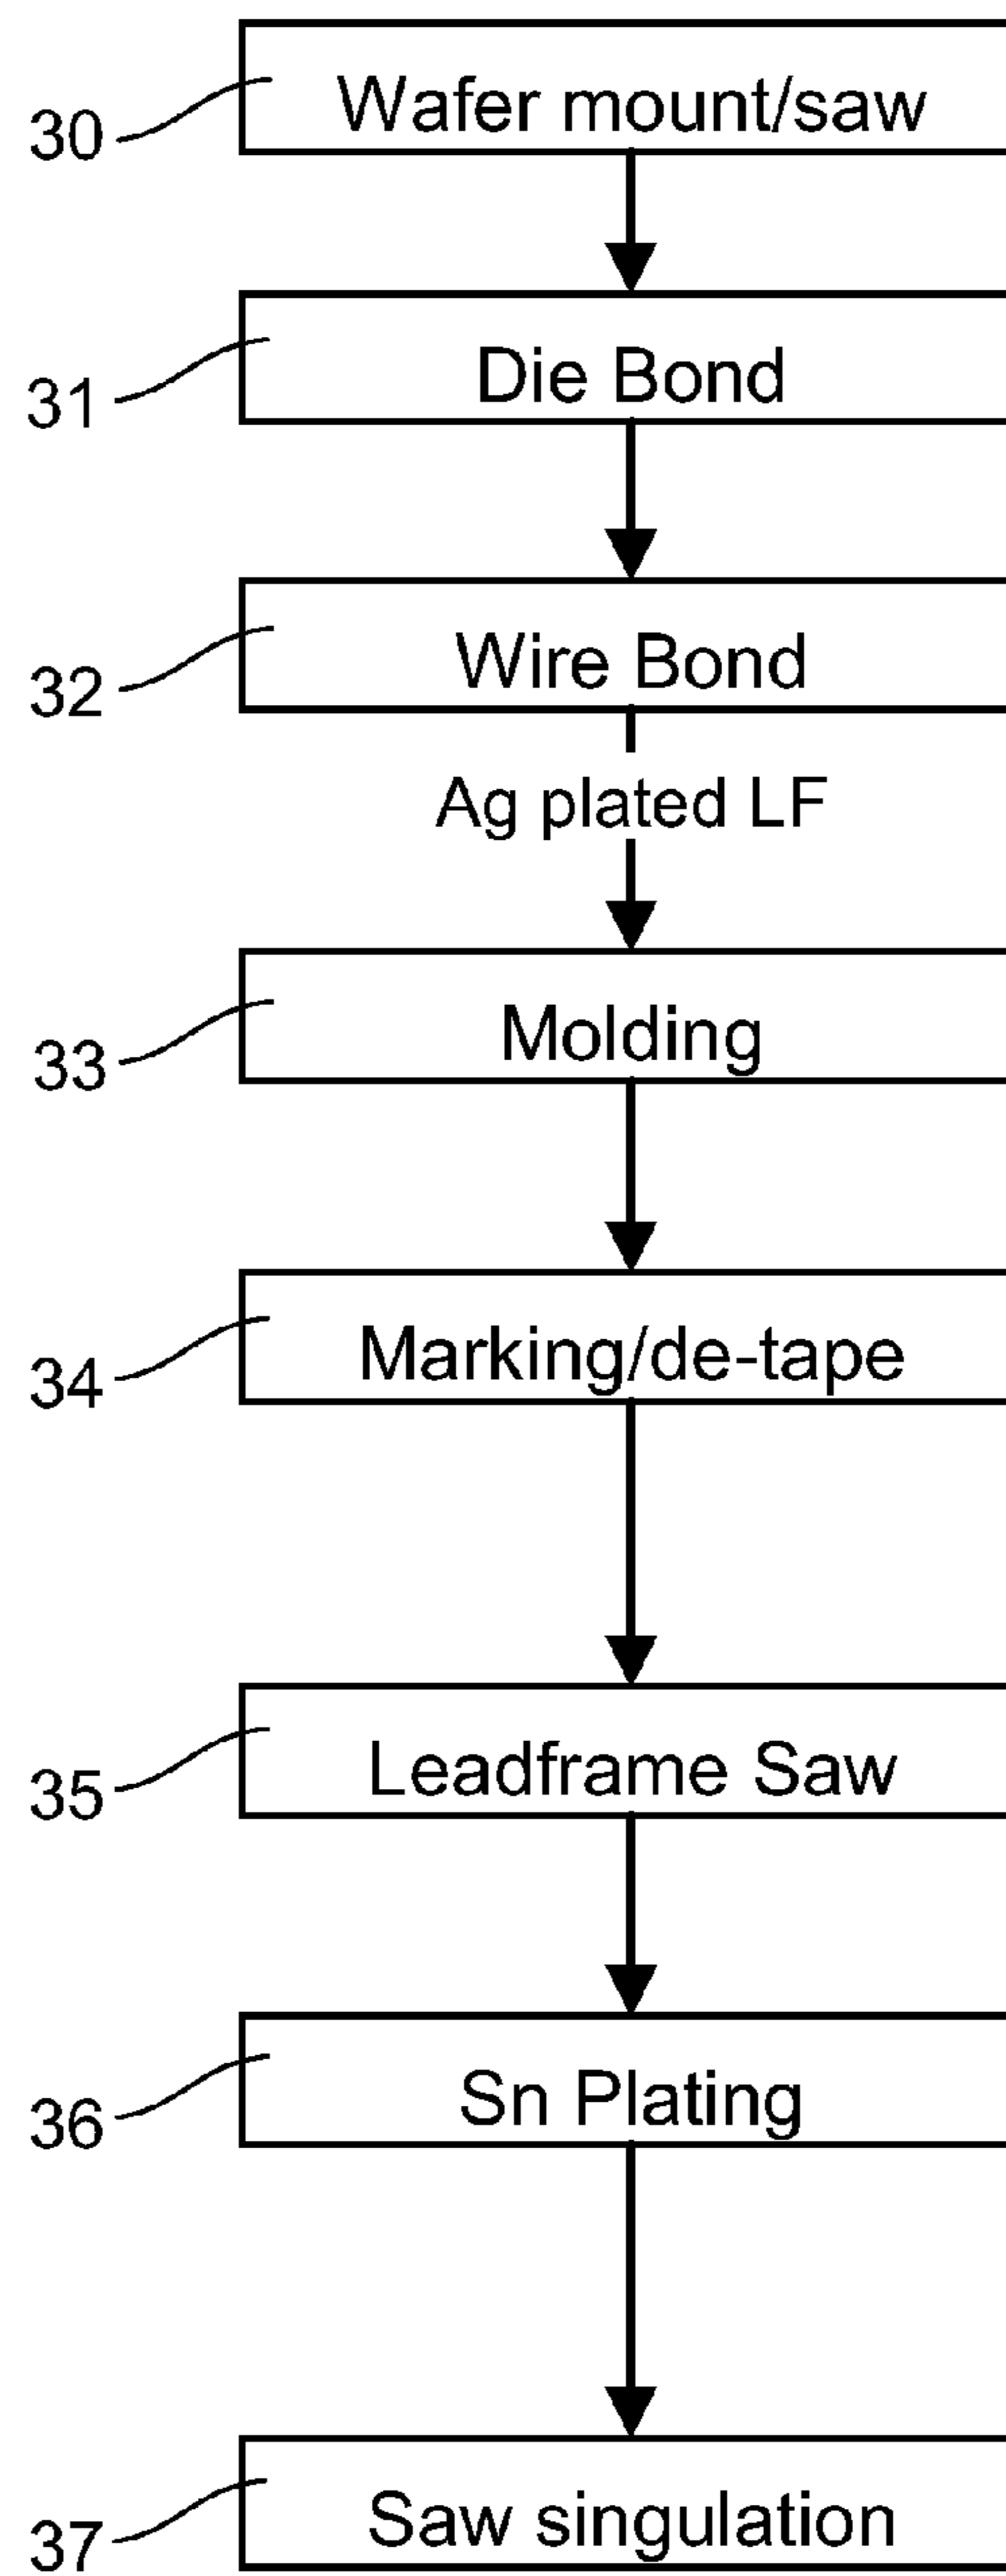 30 Wafer mount/saw
31 Die Bond
32 Wire Bond
Ag plated LF
33 Molding
34 Marking/de-tape
35 Leadframe Saw
36 Sn Plating
37 Saw singulation